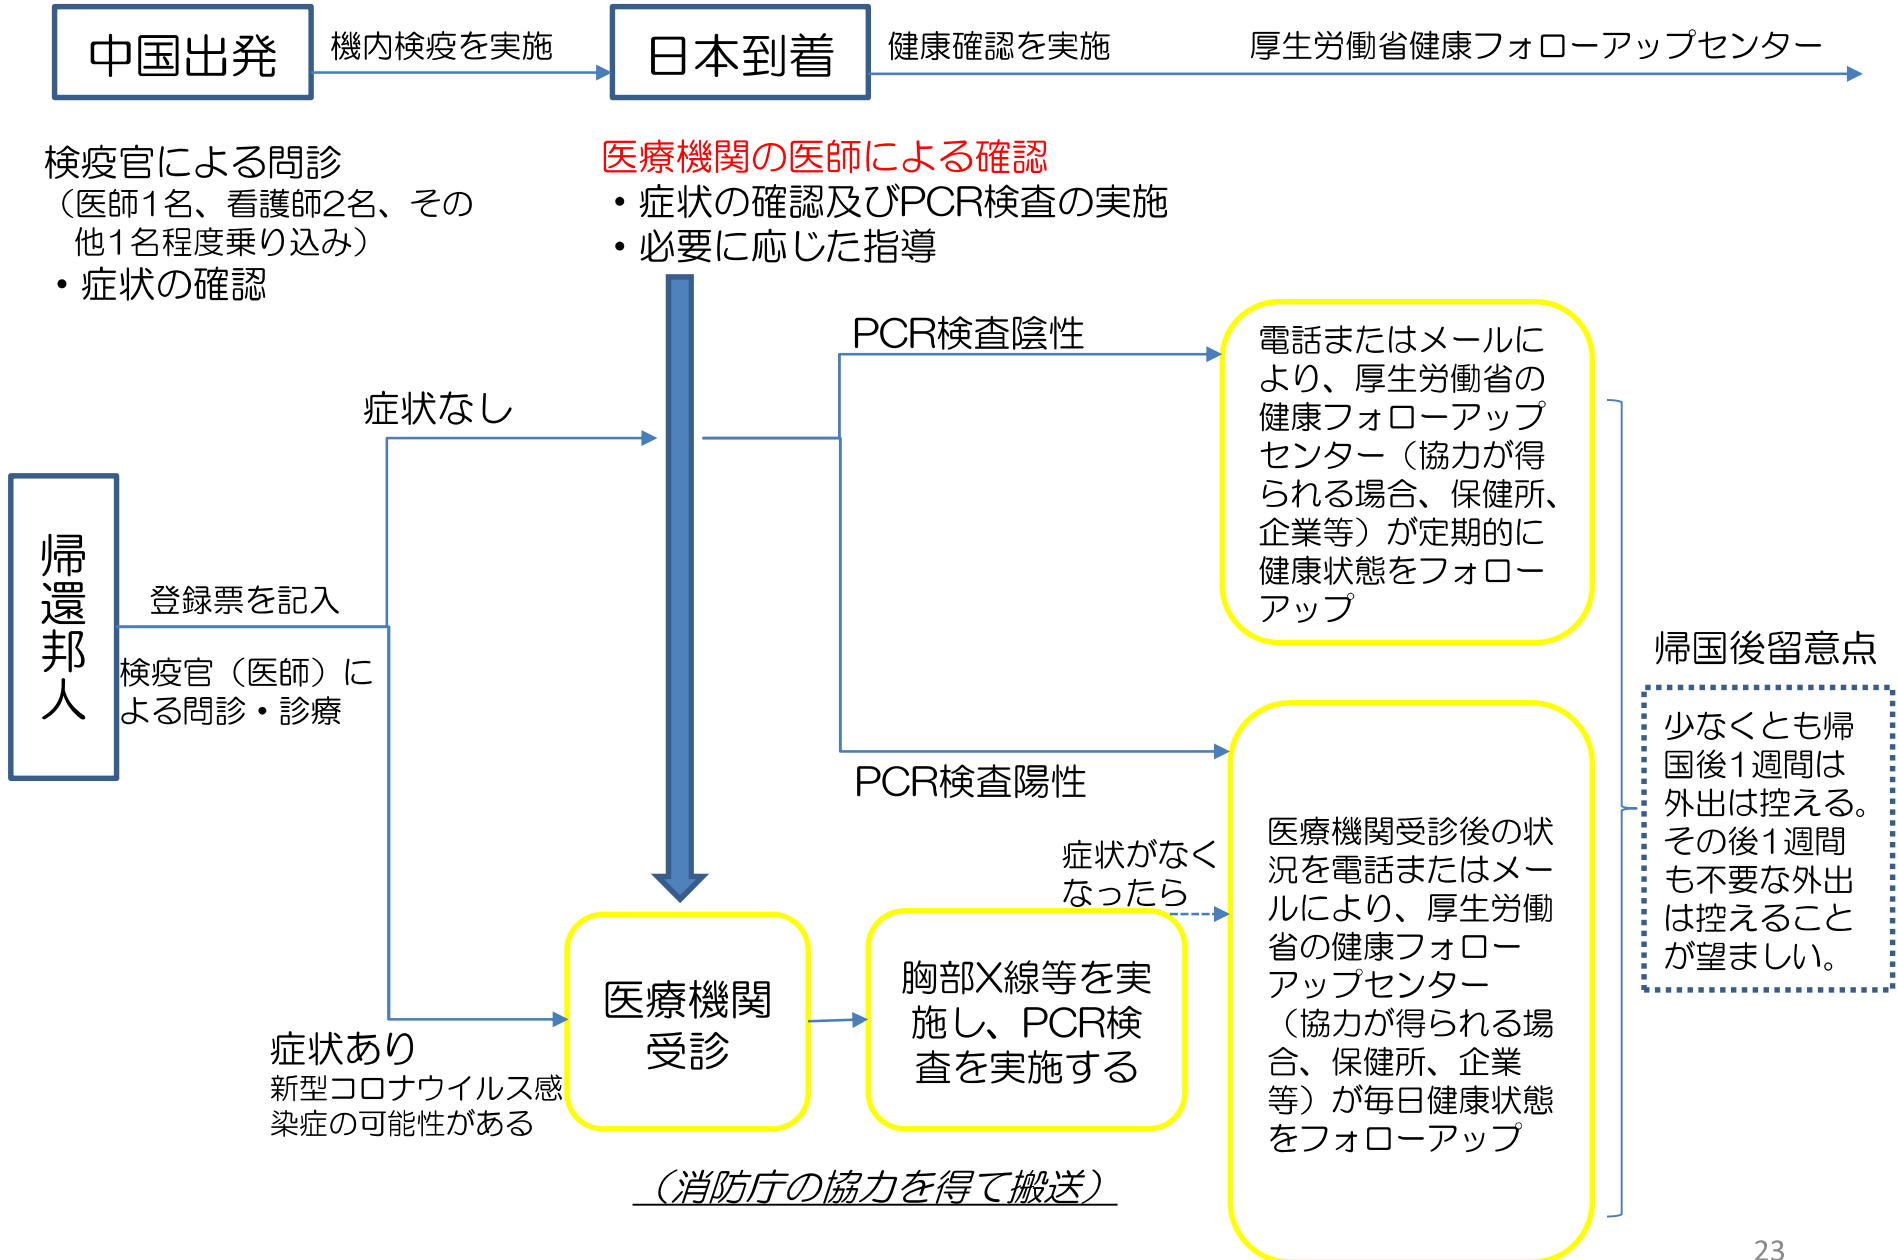 中国出発
機内検疫を実施
日本到着
健康確認を実施
厚生労働省健康フォローアップセンター
検疫官による問診
（医師1名、看護師2名、その
他1名程度乗り込み）
・症状の確認
医療機関の医師による確認
・症状の確認及びPCR検査の実施
・必要に応じた指導
PCR検査陰性
電話またはメールに
より、厚生労働省の
健康フォローアップ
センター（協力が得
られる場合、保健所、
企業等）が定期的に
健康状態をフォロー
アップ
症状なし
帰還邦人
登録票を記入
検疫官（医師）に
よる問診・診療
帰国後留意点
少なくとも帰
国後1週間は
外出は控える。
その後1週間
も不要な外出
は控えること
が望ましい。
PCR検査陽性
症状がなく
なったら
医療機関受診後の状
況を電話またはメー
ルにより、厚生労働
省の健康フォロー
アップセンター
（協力が得られる場
合、保健所、企業
等）が毎日健康状態
をフォローアップ
医療機関
受診
胸部X線等を実
施し、PCR検
査を実施する
症状あり
新型コロナウイルス感
染症の可能性がある
（消防庁の協力を得て搬送）
23